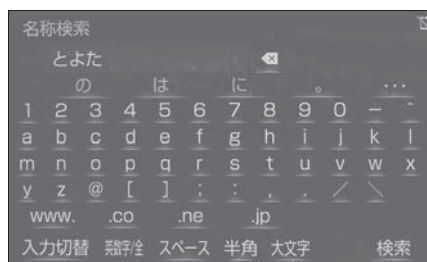 名称検索
とよた
の は に 。 …
1 2 3 4 5 6 7 8 9 0 - ^
a b c d e f g h i j k l
m n o p q r s t u v w x
y z @ [ ] ; : , . / \
www. .co .ne .jp
入力切替 英数字/全 スペース 半角 大文字 検索